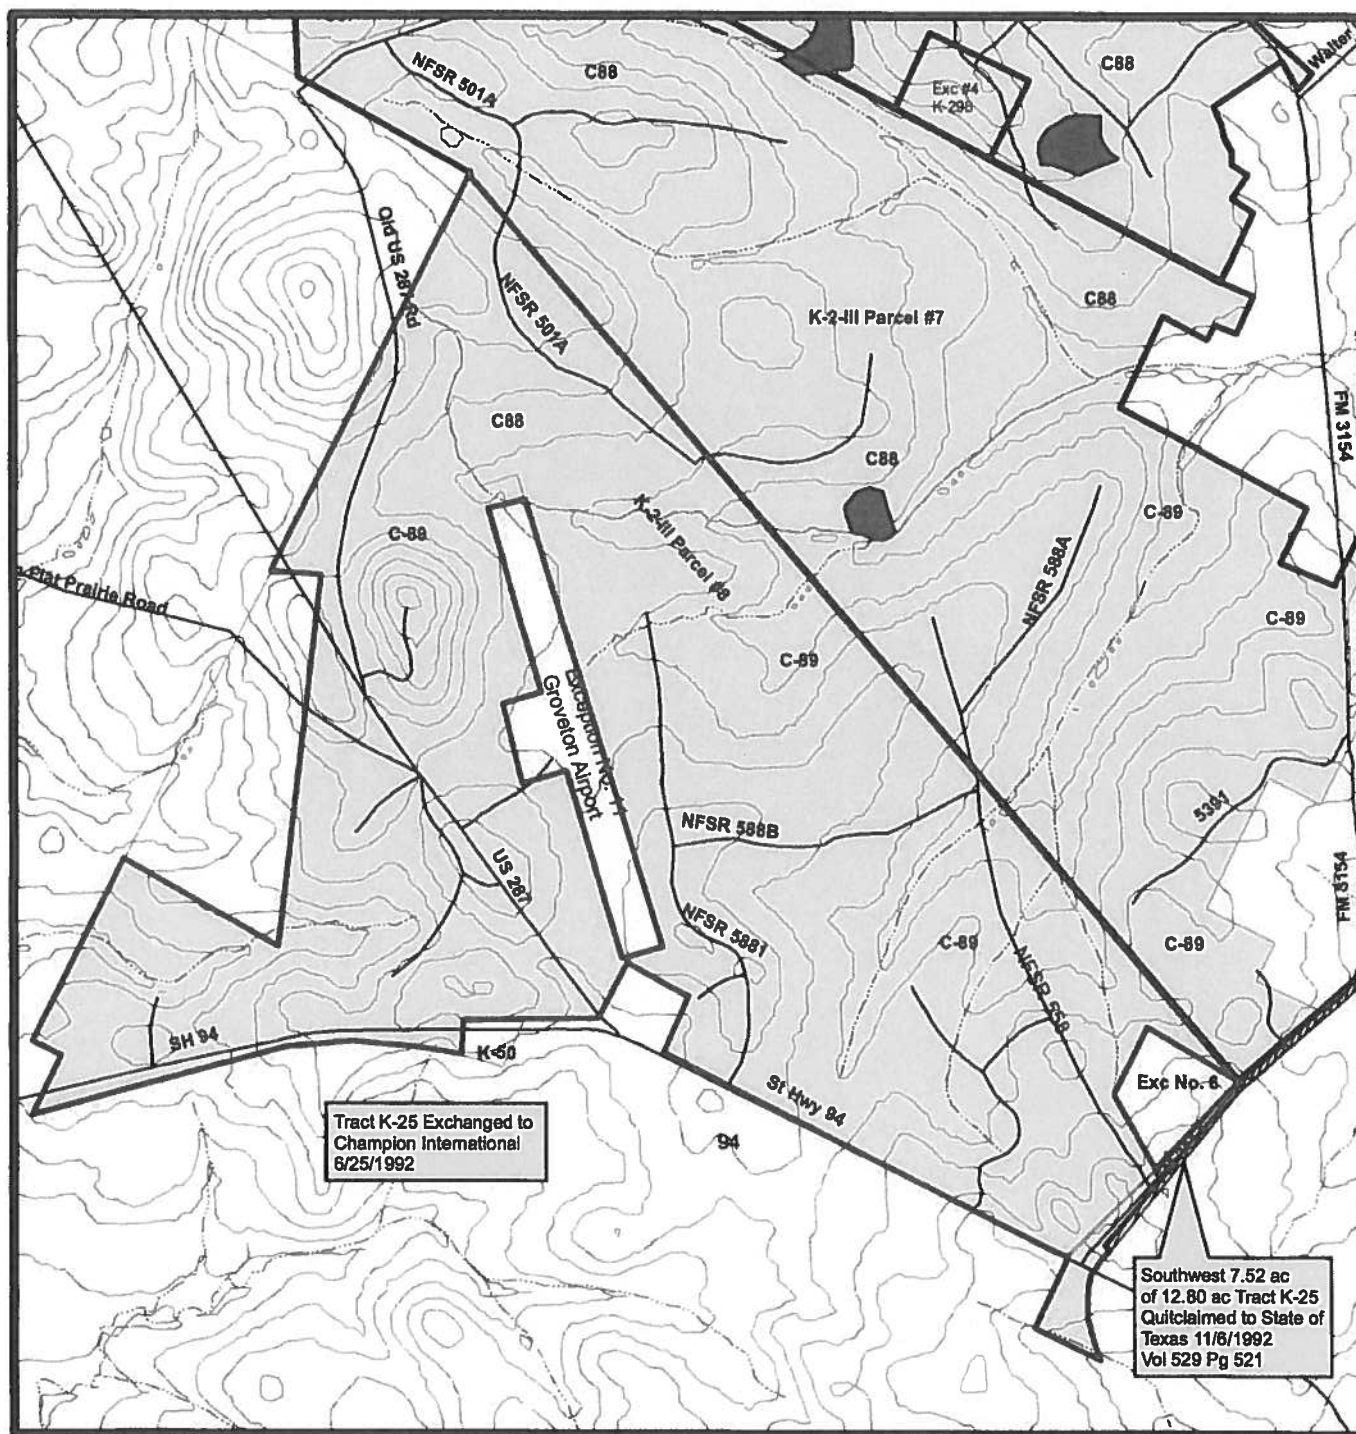 NFSR 501A
C88
Exc #4
K-298
C88
Walton
Old US 287 Rd
NFSR 501A
K-2-III Parcel #7
C88
FM 3154
C88
C88
C-89
K-2-III Parcel #8
C-89
NFSR 588A
Flat Prairie Road
C-89
C-89
Exception No. 11
Groveton Airport
5391
NFSR 588B
US 287
FM 3154
NFSR 5881
C-89
C-89
NFSR 558
SH 94
K-50
Exc No. 6
St Hwy 94
94
Tract K-25 Exchanged to
Champion International
6/25/1992
Southwest 7.52 ac
of 12.80 ac Tract K-25
Quitclaimed to State of
Texas 11/6/1992
Vol 529 Pg 521